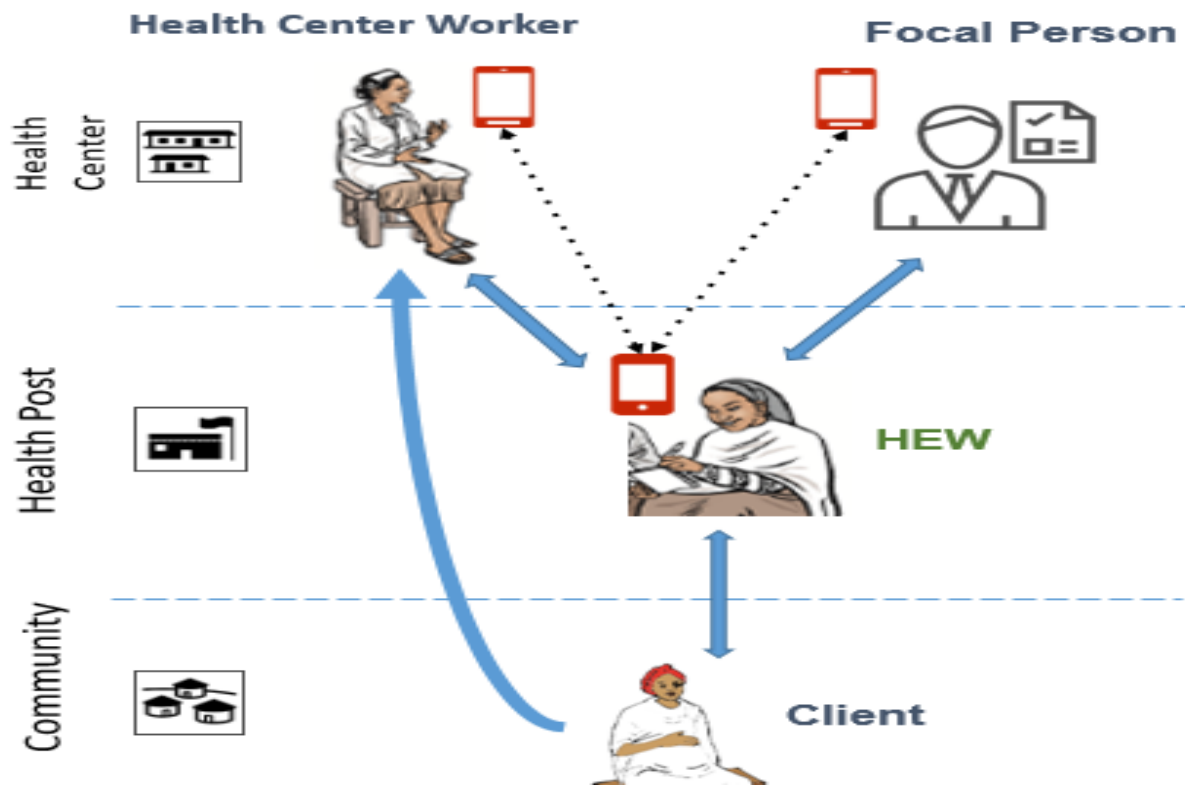 Health Center Worker
Focal Person
Health
Center
Health Post
HEW
Community
Client